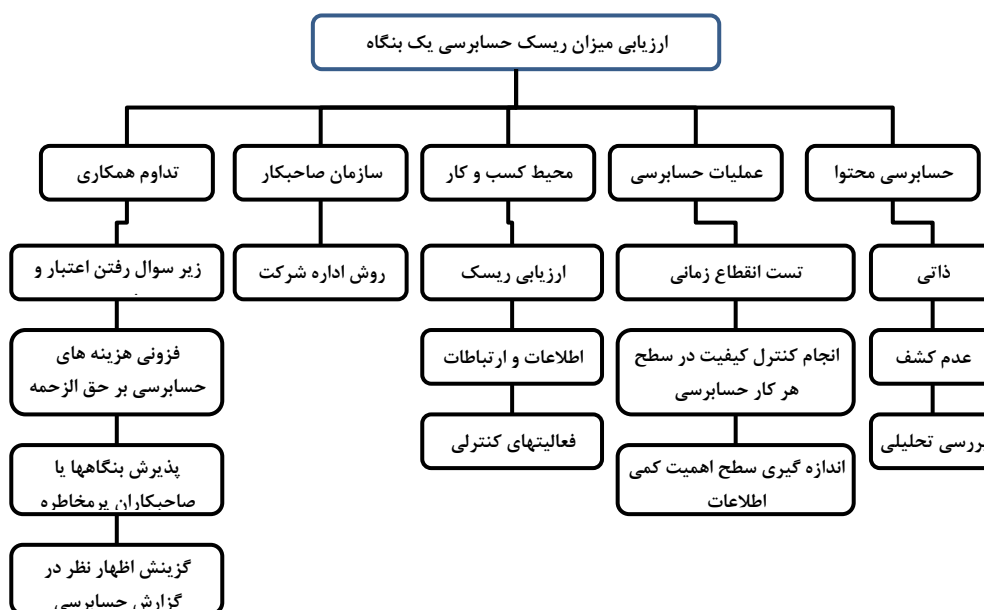 ارزیابی میزان ریسک حسابرسی یک بنگاه
حسابرسی محتوا
عملیات حسابرسی
محیط کسب و کار
سازمان صاحبکار
تداوم همکاری
ذاتی
تست انقطاع زمانی
ارزیابی ریسک
روش اداره شرکت
زیر سوال رفتن اعتبار و
عدم کشف
انجام کنترل کیفیت در سطح
هر کار حسابرسی
اطلاعات و ارتباطات
فزونی هزینه های
حسابرسی بر حق الزحمه
بررسی تحلیلی
اندازه گیری سطح اهمیت کمی
اطلاعات
فعالیتهای کنترلی
پذیرش بنگاهها یا
صاحبکاران پرمخاطره
گزینش اظهار نظر در
گزارش حسابرسی